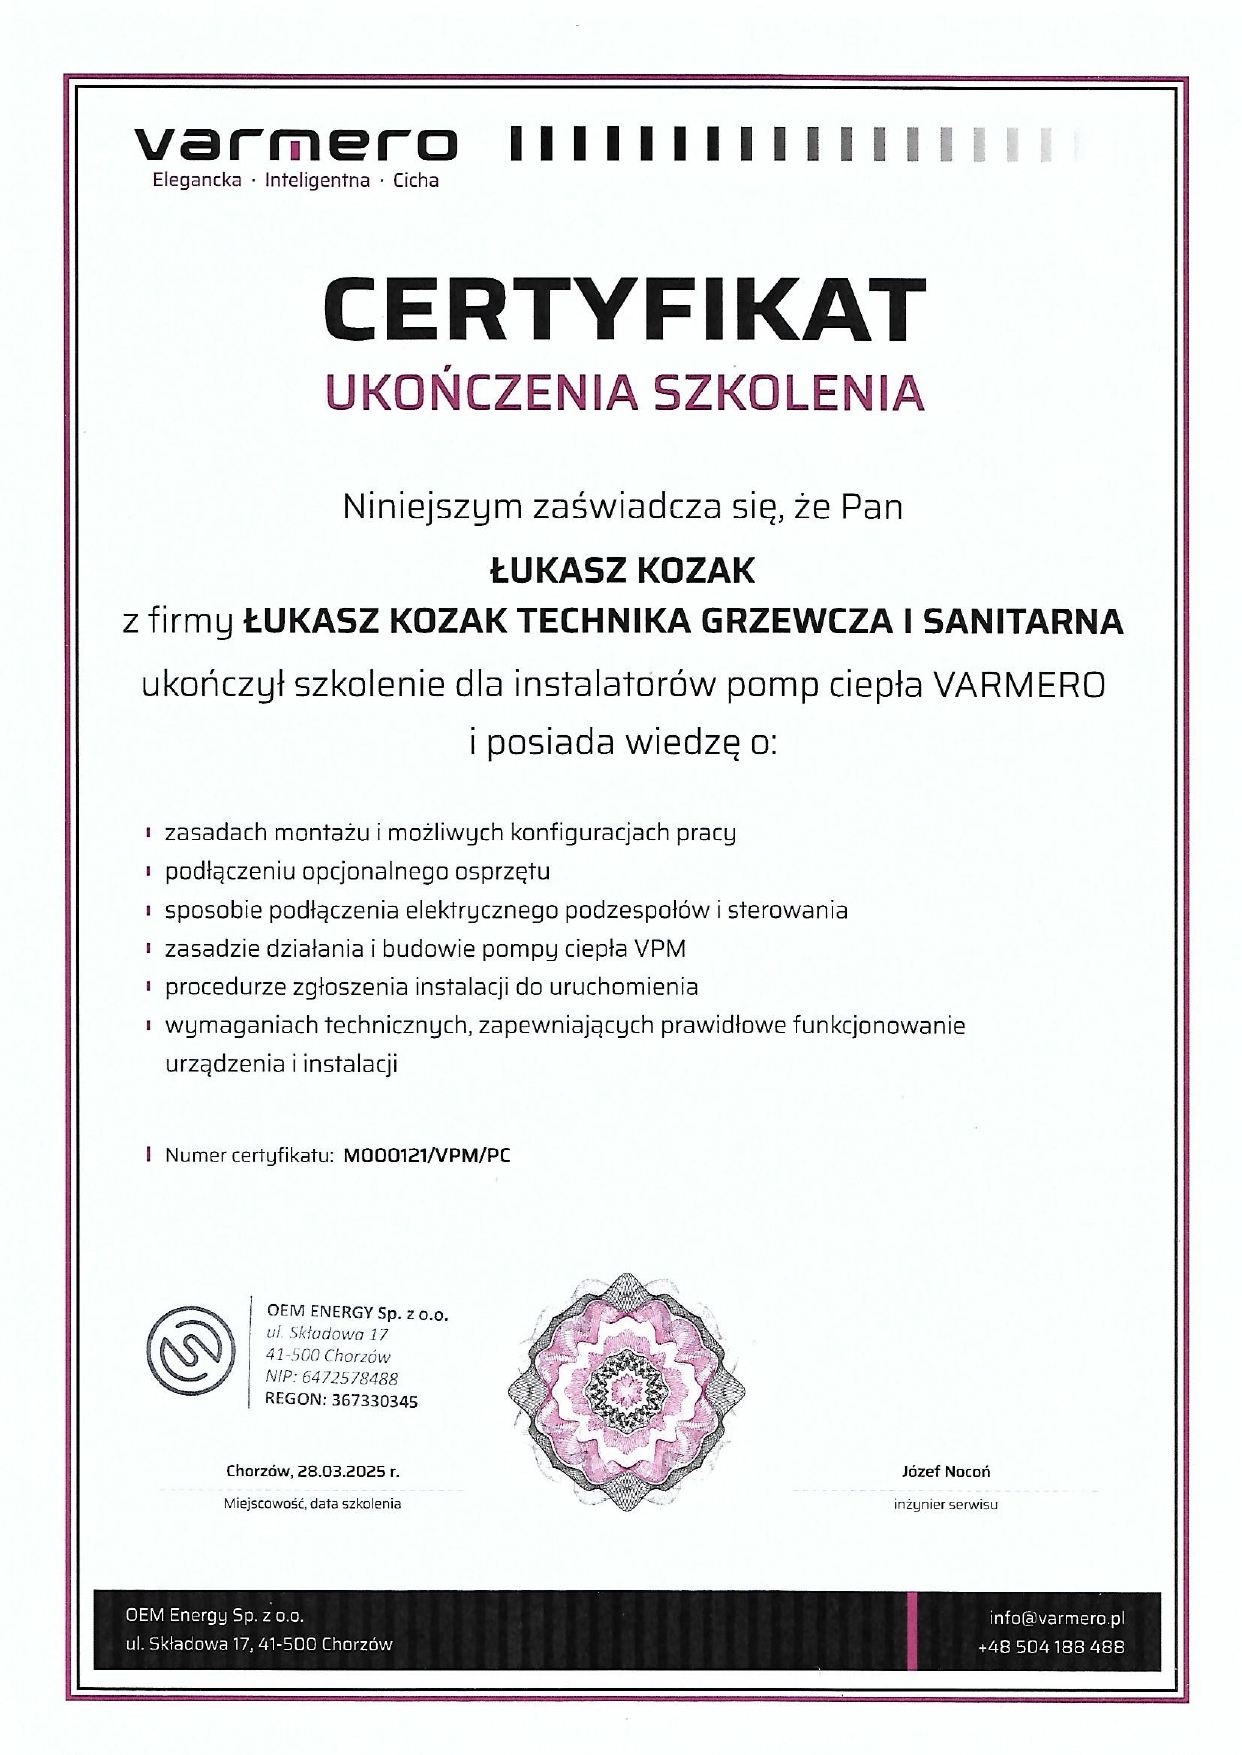 varmero
Elegancka · Inteligentna · Cicha
CERTYFIKAT
UKOŃCZENIA SZKOLENIA
Niniejszym zaświadcza się, że Pan
ŁUKASZ KOZAK
z firmy ŁUKASZ KOZAK TECHNIKA GRZEWCZA I SANITARNA
ukończył szkolenie dla instalatorów pomp ciepła VARMERO
i posiada wiedzę o:
zasadach montażu i możliwych konfiguracjach pracy
podłączeniu opcjonalnego osprzętu
sposobie podłączenia elektrycznego podzespołów i sterowania
zasadzie działania i budowie pompy ciepła VPM
procedurze zgłoszenia instalacji do uruchomienia
wymaganiach technicznych, zapewniających prawidłowe funkcjonowanie
urządzenia i instalacji
Numer certyfikatu: M000121/VPM/PC
OEM ENERGY Sp. z o.o.
ul. Składowa 17
41-500 Chorzów
NIP: 6472578488
REGON: 367330345
Chorzów, 28.03.2025 r.
Miejscowość, data szkolenia
Józef Nocoń
inżynier serwisu
OEM Energy Sp. z o.o.
ul. Składowa 17, 41-500 Chorzów
info@varmero.pl
+48 504 188 488